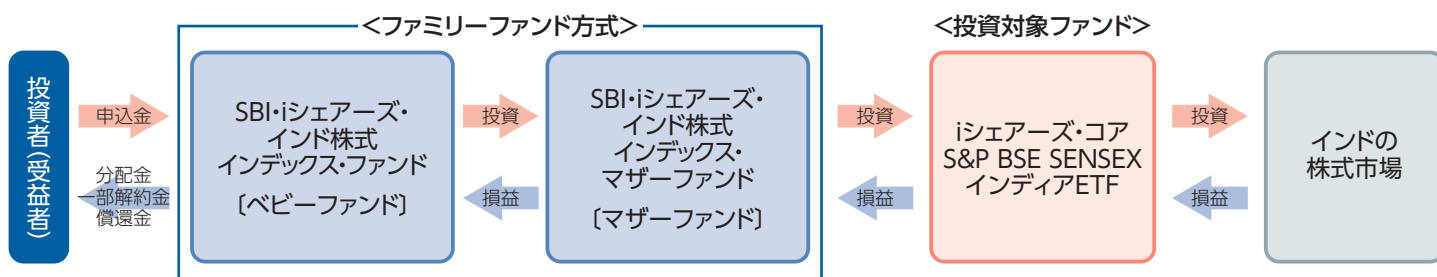 <ファミリーファンド方式>
<投資対象ファンド>
投資者(受益者)
申込金
分配金
一部解約金
償還金
SBI・iシェアーズ・
インド株式
インデックス・ファンド
〔ベビーファンド〕
投資
損益
SBI・iシェアーズ・
インド株式
インデックス・
マザーファンド
〔マザーファンド〕
投資
損益
iシェアーズ・コア
S&P BSE SENSEX
インディアETF
投資
損益
インドの
株式市場